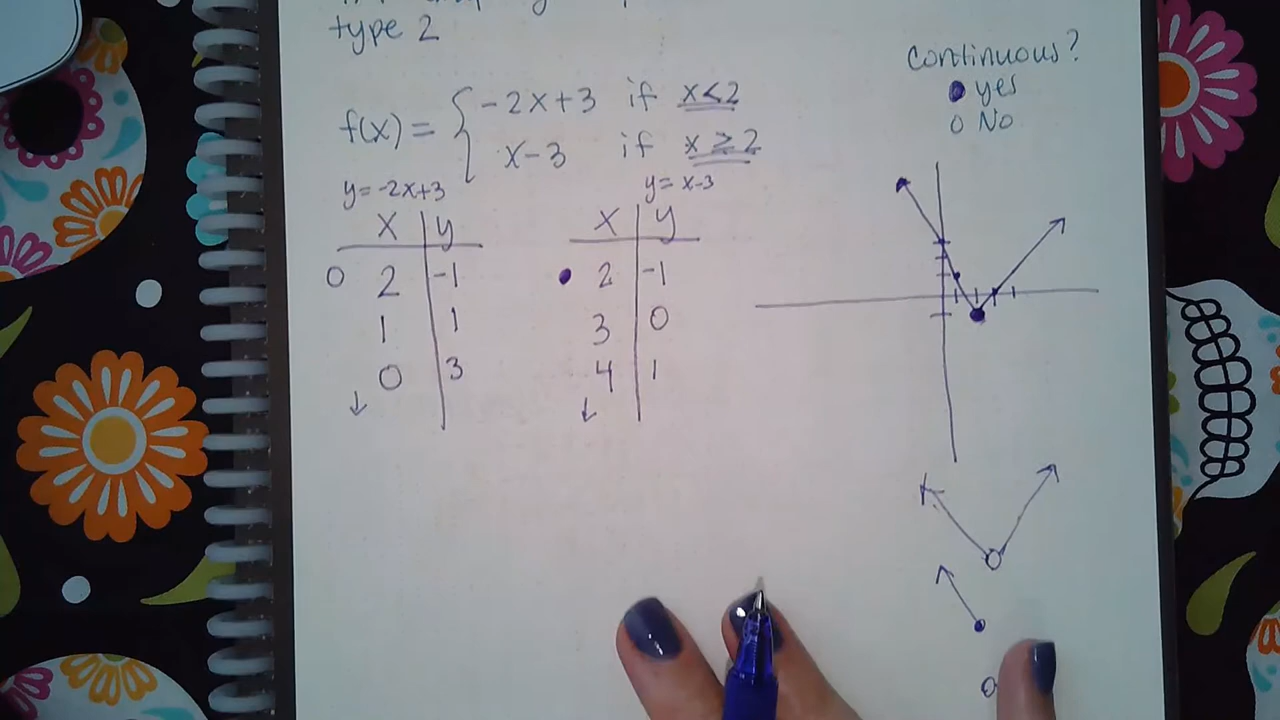 type 2
f(x) = { -2x+3 if x<2
x-3 if x ≥ 2
y=-2x+3
x y
0 2 -1
1 1
0 3
↓
y= x-3
x y
● 2 -1
3 0
4 1
↓
continuous?
● yes
○ No